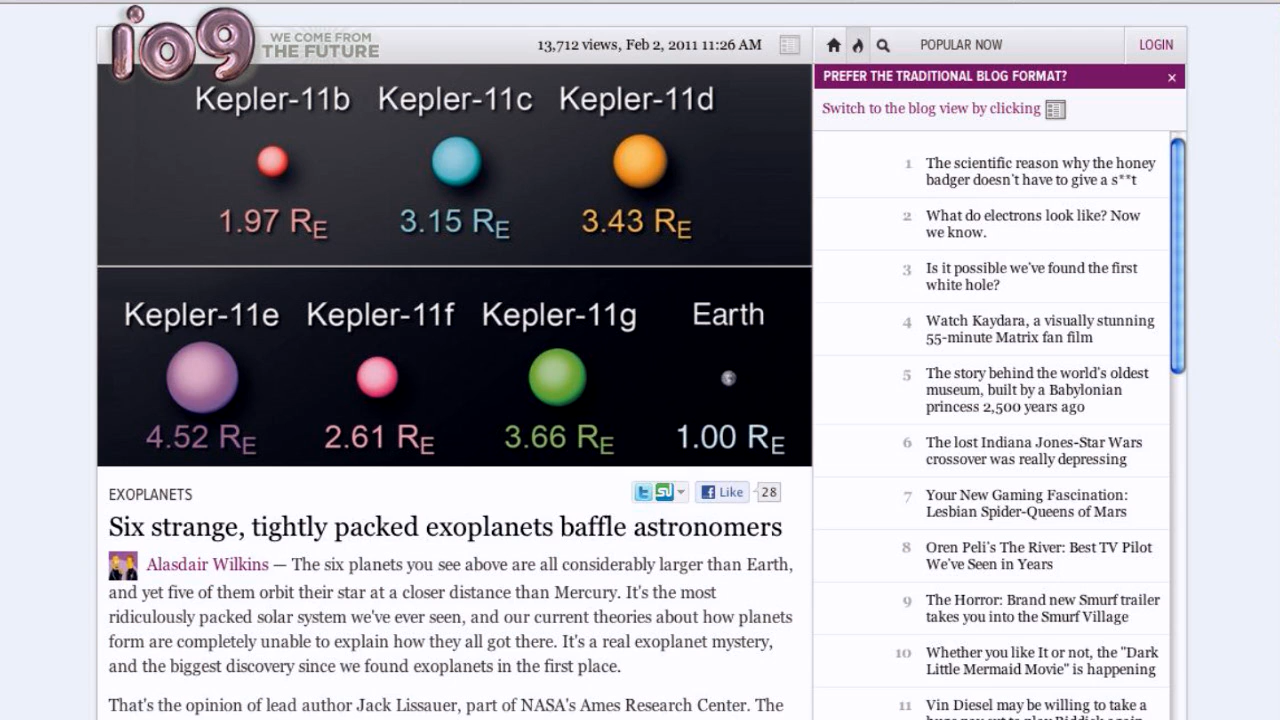 io9
WE COME FROM
THE FUTURE
13,712 views, Feb 2, 2011 11:26 AM
Kepler-11b Kepler-11c Kepler-11d
1.97 RE 3.15 RE 3.43 RE
Kepler-11e Kepler-11f Kepler-11g Earth
4.52 RE 2.61 RE 3.66 RE 1.00 RE
EXOPLANETS
Like 28
Six strange, tightly packed exoplanets baffle astronomers
Alasdair Wilkins — The six planets you see above are all considerably larger than Earth,
and yet five of them orbit their star at a closer distance than Mercury. It's the most
ridiculously packed solar system we've ever seen, and our current theories about how planets
form are completely unable to explain how they all got there. It's a real exoplanet mystery,
and the biggest discovery since we found exoplanets in the first place.
That's the opinion of lead author Jack Lissauer, part of NASA's Ames Research Center. The
POPULAR NOW
LOGIN
PREFER THE TRADITIONAL BLOG FORMAT?
Switch to the blog view by clicking
1 The scientific reason why the honey
badger doesn't have to give a s**t
2 What do electrons look like? Now
we know.
3 Is it possible we've found the first
white hole?
4 Watch Kaydara, a visually stunning
55-minute Matrix fan film
5 The story behind the world's oldest
museum, built by a Babylonian
princess 2,500 years ago
6 The lost Indiana Jones-Star Wars
crossover was really depressing
7 Your New Gaming Fascination:
Lesbian Spider-Queens of Mars
8 Oren Peli's The River: Best TV Pilot
We've Seen in Years
9 The Horror: Brand new Smurf trailer
takes you into the Smurf Village
10 Whether you like It or not, the "Dark
Little Mermaid Movie" is happening
11 Vin Diesel may be willing to take a